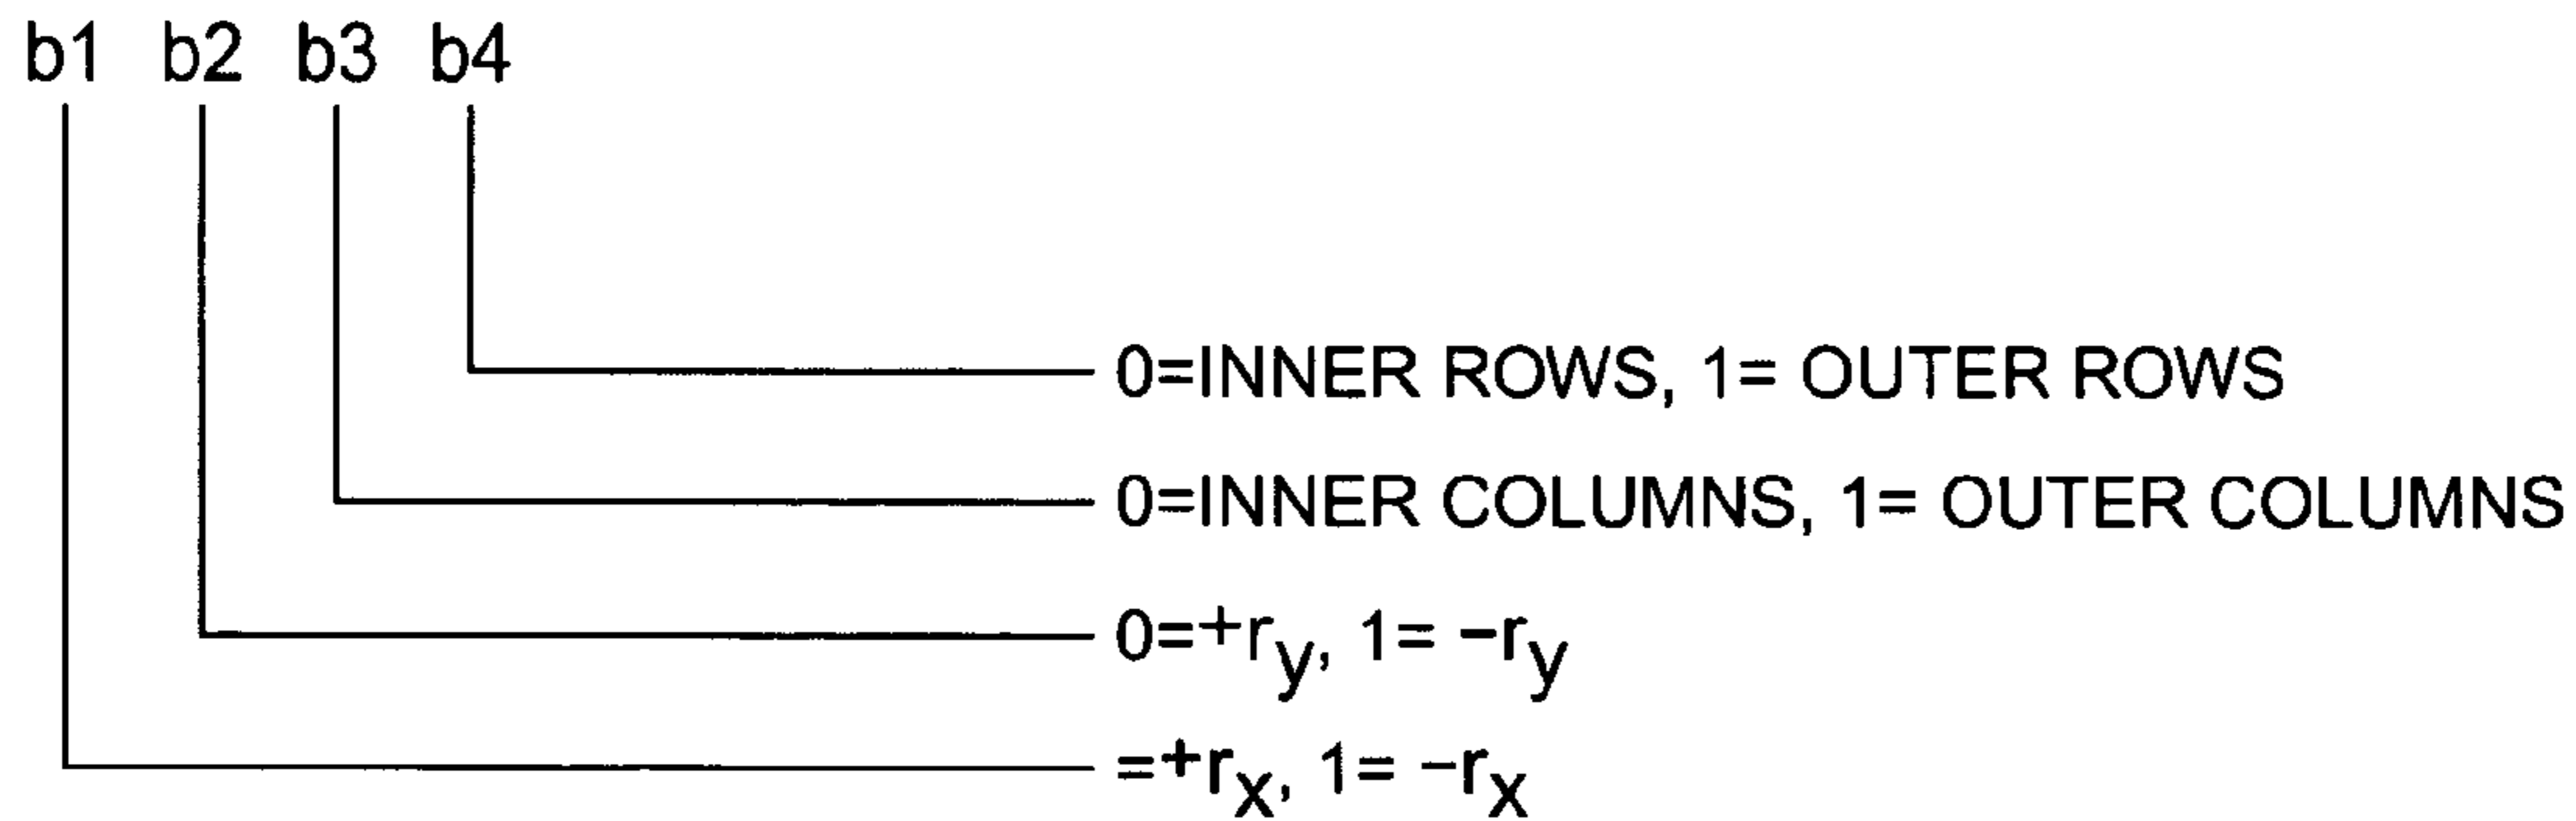 b1 b2 b3 b4
0=INNER ROWS, 1= OUTER ROWS
0=INNER COLUMNS, 1= OUTER COLUMNS
0=+ry, 1= −ry
=+rx, 1= −rx